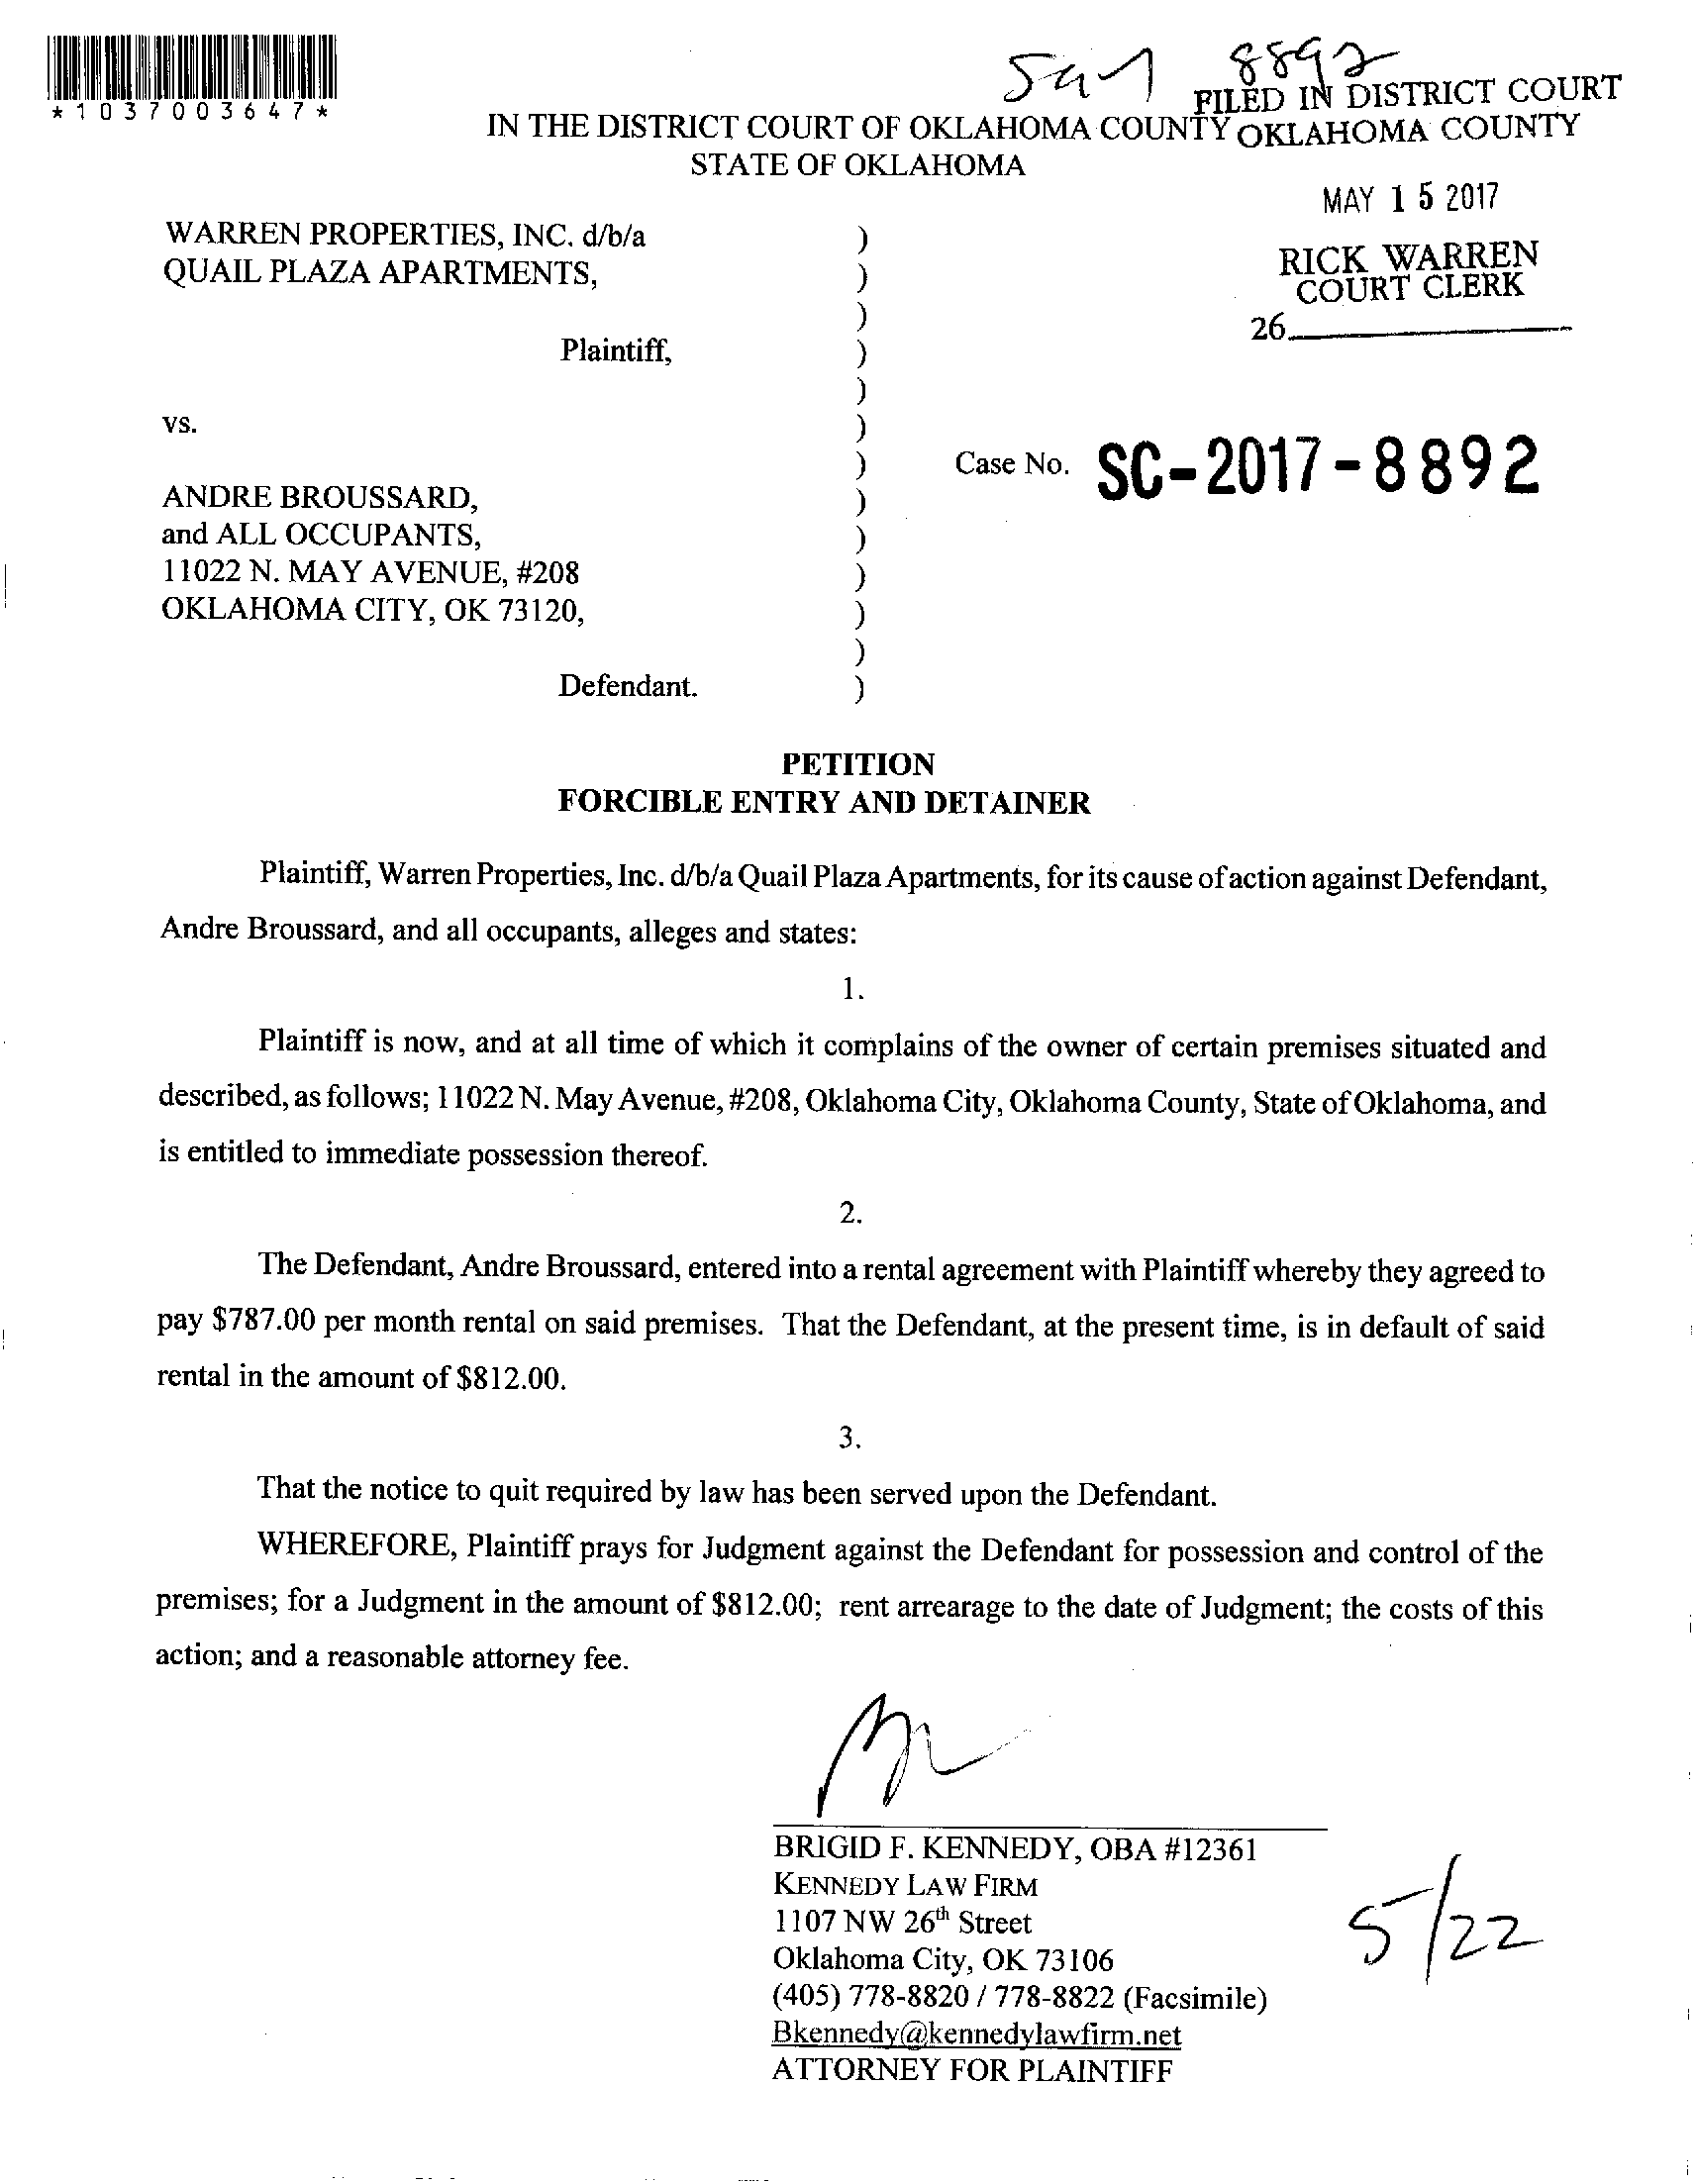 *1037003647*
8892
FILED IN DISTRICT COURT
OKLAHOMA COUNTY
IN THE DISTRICT COURT OF OKLAHOMA COUNTY
STATE OF OKLAHOMA
MAY 15 2017
RICK WARREN
COURT CLERK
26
WARREN PROPERTIES, INC. d/b/a
QUAIL PLAZA APARTMENTS,
Plaintiff,
vs.
Case No. SC-2017-8892
ANDRE BROUSSARD,
and ALL OCCUPANTS,
11022 N. MAY AVENUE, #208
OKLAHOMA CITY, OK 73120,
Defendant.
PETITION
FORCIBLE ENTRY AND DETAINER
Plaintiff, Warren Properties, Inc. d/b/a Quail Plaza Apartments, for its cause of action against Defendant,
Andre Broussard, and all occupants, alleges and states:
1.
Plaintiff is now, and at all time of which it complains of the owner of certain premises situated and
described, as follows; 11022 N. May Avenue, #208, Oklahoma City, Oklahoma County, State of Oklahoma, and
is entitled to immediate possession thereof.
2.
The Defendant, Andre Broussard, entered into a rental agreement with Plaintiff whereby they agreed to
pay $787.00 per month rental on said premises. That the Defendant, at the present time, is in default of said
rental in the amount of $812.00.
3.
That the notice to quit required by law has been served upon the Defendant.
WHEREFORE, Plaintiff prays for Judgment against the Defendant for possession and control of the
premises; for a Judgment in the amount of $812.00; rent arrearage to the date of Judgment; the costs of this
action; and a reasonable attorney fee.
BRIGID F. KENNEDY, OBA #12361
KENNEDY LAW FIRM
1107 NW 26th Street
Oklahoma City, OK 73106
(405) 778-8820 / 778-8822 (Facsimile)
Bkennedy@kennedylawfirm.net
ATTORNEY FOR PLAINTIFF
5/22